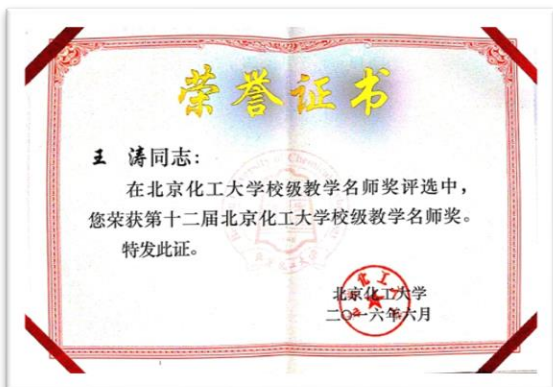 荣誉证书
王 涛同志：
在北京化工大学校级教学名师奖评选中，
您荣获第十二届北京化工大学校级教学名师奖。
特发此证。
北京化工大学
二〇一六年六月